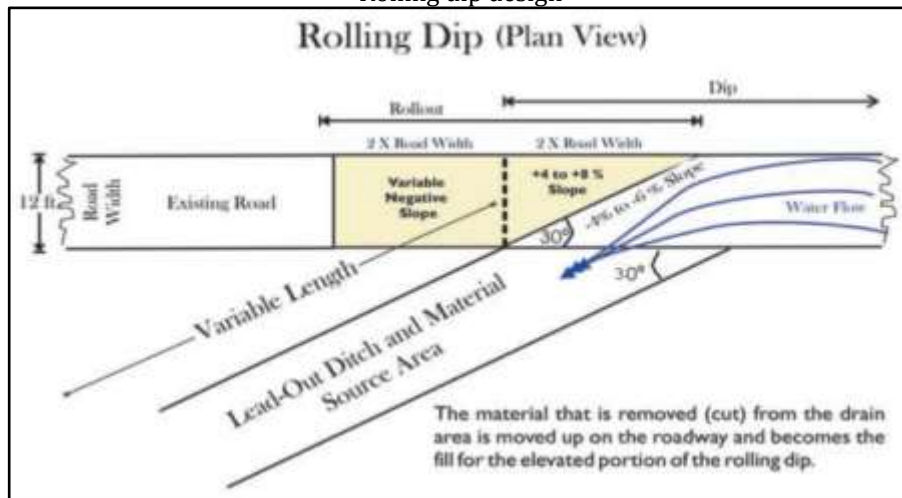 Rolling dip design
Rolling Dip (Plan View)
Dip
Rollout
2 X Road Width
2 X Road Width
12 ft.
Road
Width
Existing Road
Variable
Negative
Slope
+4 to +8 %
Slope
-4% to -6 % Slope
Water Flow
30°
30°
Variable Length
Lead-Out Ditch and Material
Source Area
The material that is removed (cut) from the drain
area is moved up on the roadway and becomes the
fill for the elevated portion of the rolling dip.